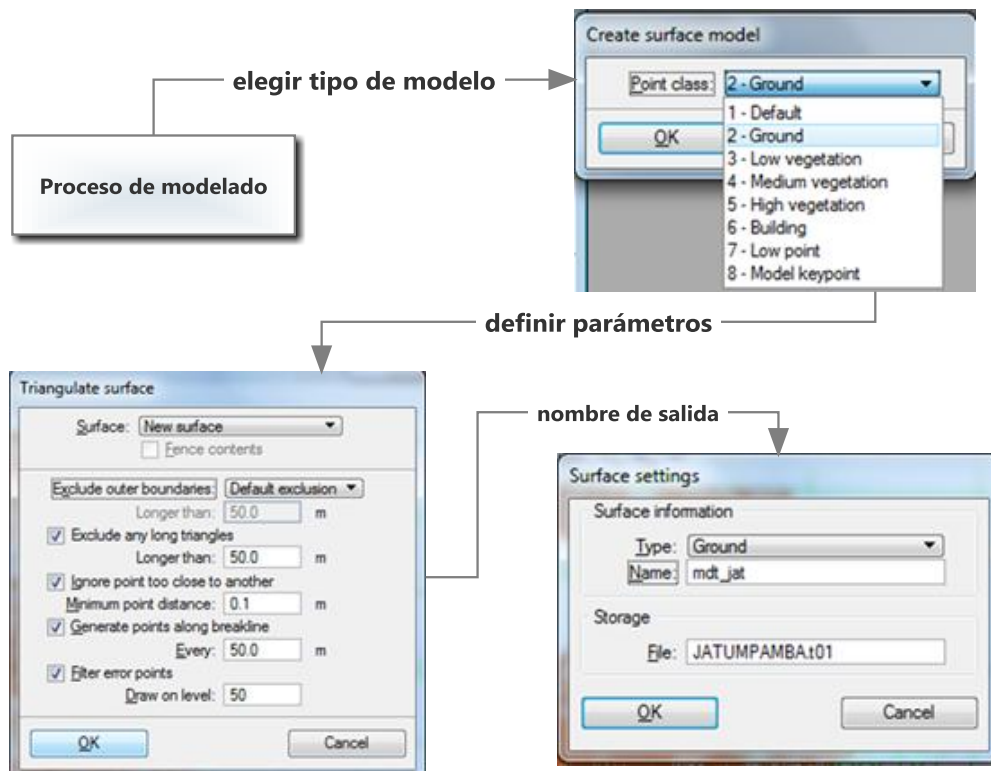 Create surface model
elegir tipo de modelo
Point class: 2 - Ground
1 - Default
OK
2 - Ground
3 - Low vegetation
Proceso de modelado
4 - Medium vegetation
5 - High vegetation
6 - Building
7 - Low point
8 - Model keypoint
definir parámetros
Triangulate surface
Surface: New surface
Fence contents
Exclude outer boundaries: Default exclusion
Longer than: 50.0 m
Exclude any long triangles
Longer than: 50.0 m
Ignore point too close to another
Minimum point distance: 0.1 m
Generate points along breakline
Every: 50.0 m
Filter error points
Draw on level: 50
OK Cancel
nombre de salida
Surface settings
Surface information
Type: Ground
Name: mdt_jat
Storage
File: JATUMPAMBA.t01
OK Cancel